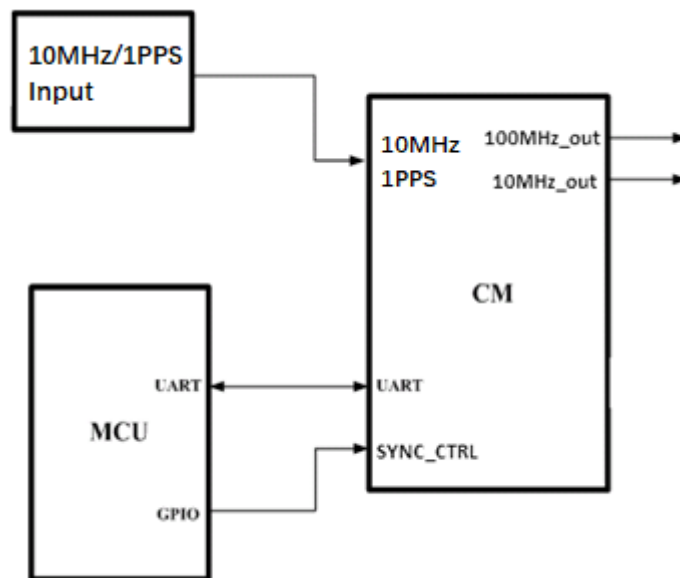 10MHz/1PPS
Input
10MHz
1PPS
100MHz_out
10MHz_out
CM
UART
SYNC_CTRL
UART
MCU
GPIO